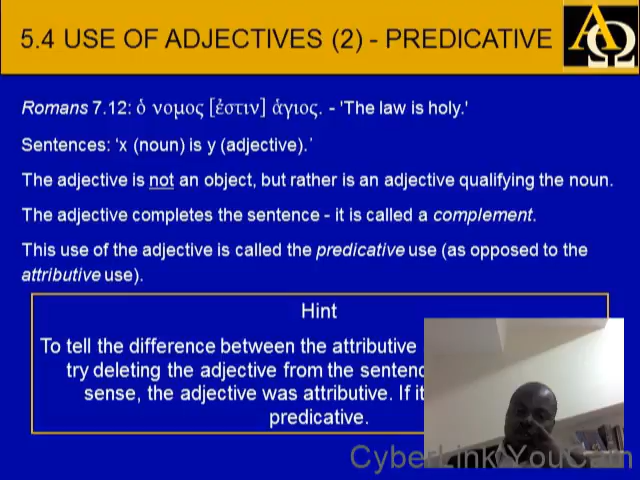 5.4 USE OF ADJECTIVES (2) - PREDICATIVE
ΑΩ
Romans 7.12: ὁ νομος [ἐστιν] ἁγιος. - 'The law is holy.'
Sentences: 'x (noun) is y (adjective).'
The adjective is not an object, but rather is an adjective qualifying the noun.
The adjective completes the sentence - it is called a complement.
This use of the adjective is called the predicative use (as opposed to the
attributive use).
Hint
To tell the difference between the attributive
try deleting the adjective from the
sense, the adjective was attributive. If
predicative.
CyberLink YouCam